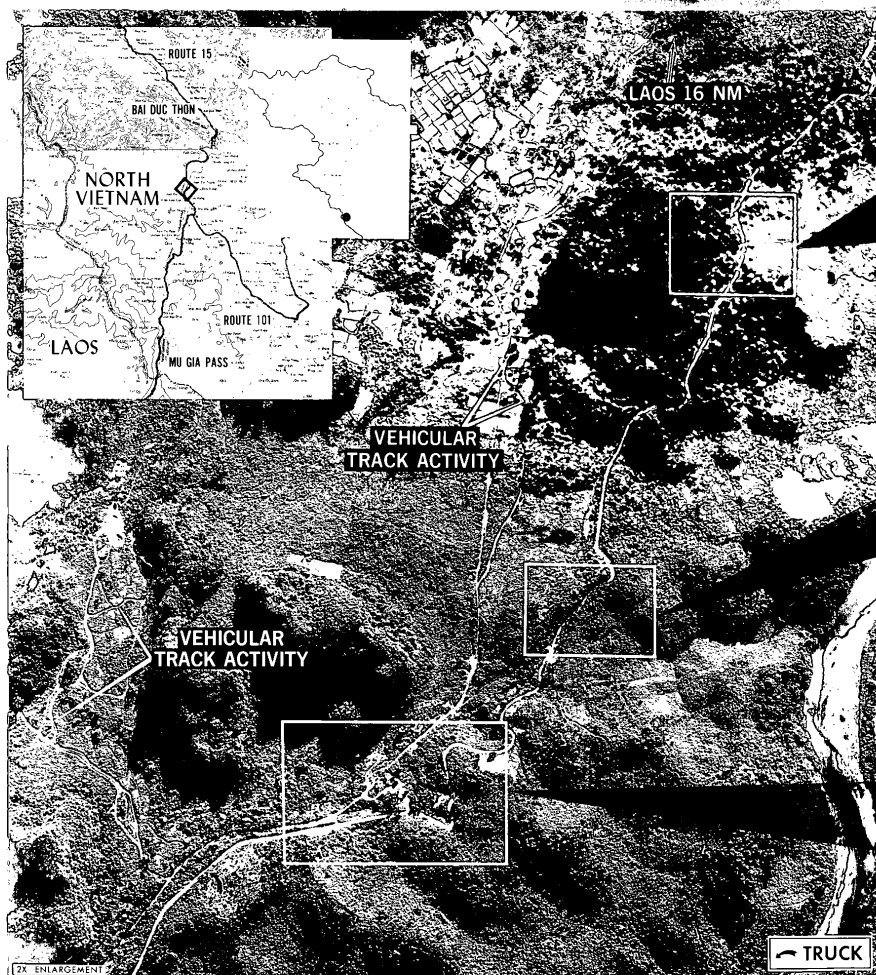 ROUTE 15
BAI DUC THON
NORTH
VIETNAM
ROUTE 101
LAOS
MU GIA PASS
LAOS 16 NM
VEHICULAR
TRACK ACTIVITY
VEHICULAR
TRACK ACTIVITY
2X ENLARGEMENT
TRUCK